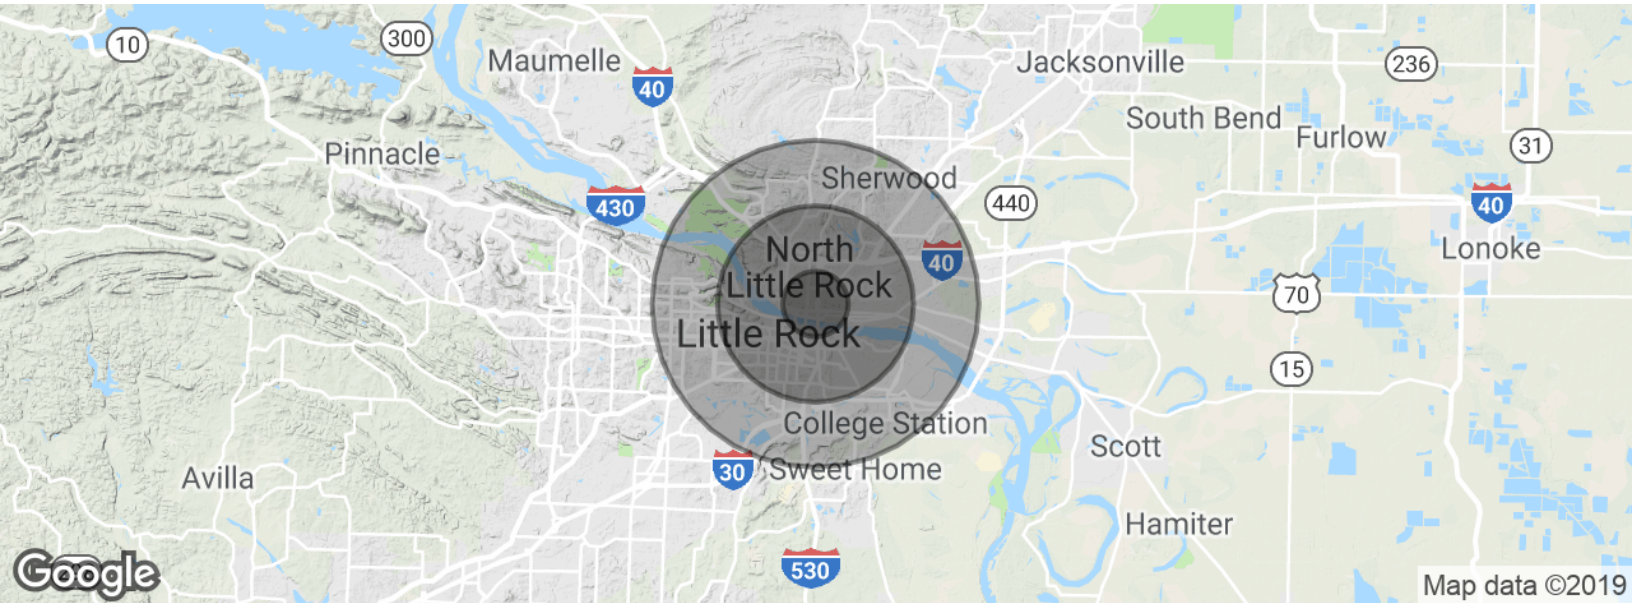 10
300
Maumelle
40
Jacksonville
236
South Bend
Furlow
31
Pinnacle
Sherwood
430
440
40
North
Little Rock
40
Lonoke
70
Little Rock
15
College Station
Scott
30
Sweet Home
Avilla
Hamiter
530
Google
Map data ©2019